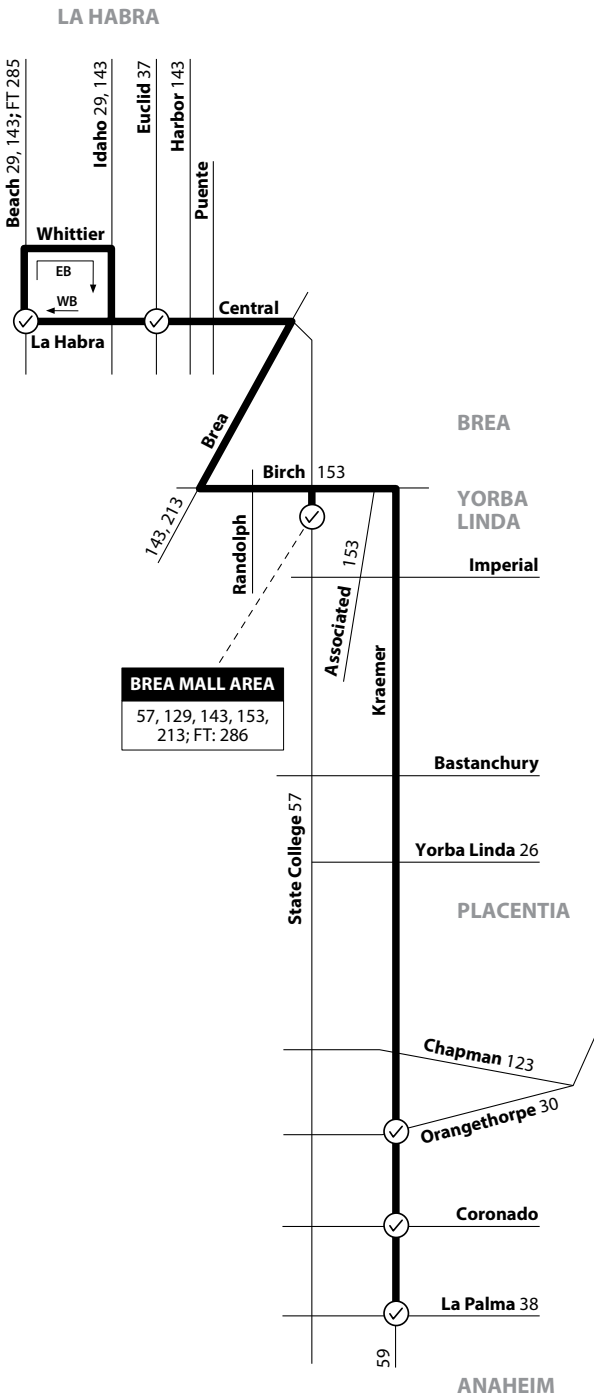 LA HABRA
Beach 29, 143; FT 285
Idaho 29, 143
Euclid 37
Harbor 143
Puente
Whittier
EB
WB
La Habra
Central
Brea
BREA
Birch 153
YORBA
LINDA
143, 213
Randolph
Associated 153
Imperial
Kraemer
BREA MALL AREA
57, 129, 143, 153,
213; FT: 286
Bastanchury
State College 57
Yorba Linda 26
PLACENTIA
Chapman 123
Orangethorpe 30
Coronado
La Palma 38
59
ANAHEIM